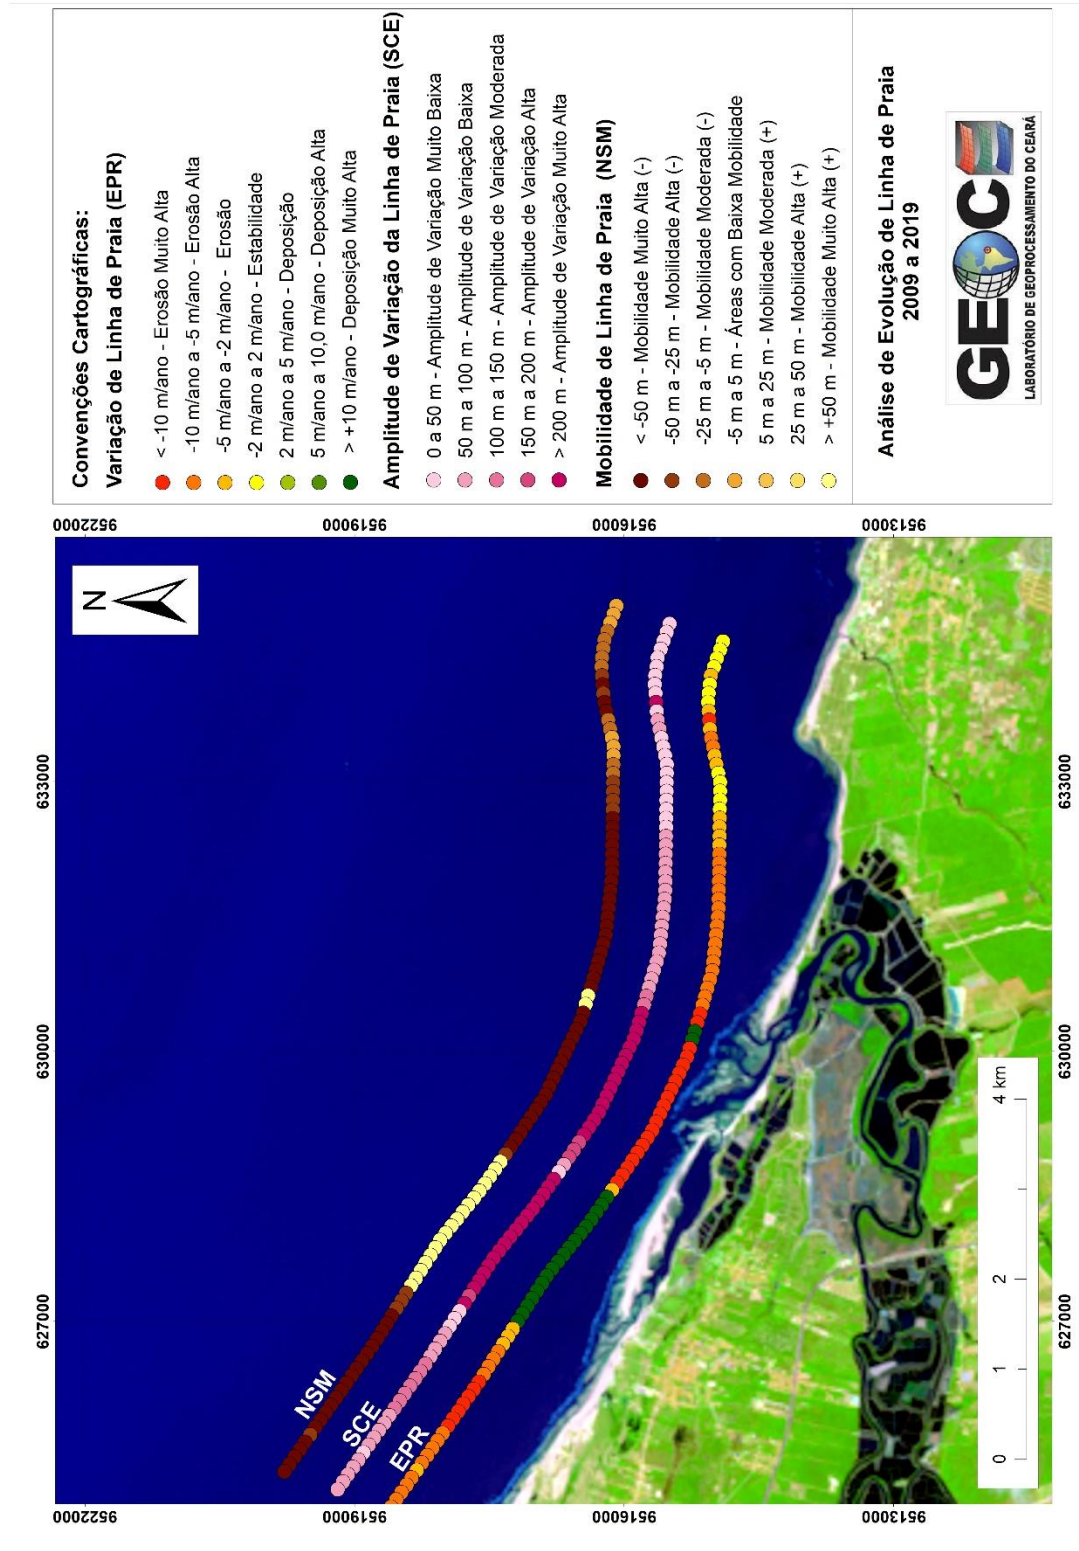 Convenções Cartográficas:
Variação de Linha de Praia (EPR)
< -10 m/ano - Erosão Muito Alta
-10 m/ano a -5 m/ano - Erosão Alta
-5 m/ano a -2 m/ano - Erosão
-2 m/ano a 2 m/ano - Estabilidade
2 m/ano a 5 m/ano - Deposição
5 m/ano a 10,0 m/ano - Deposição Alta
> +10 m/ano - Deposição Muito Alta
Amplitude de Variação da Linha de Praia (SCE)
0 a 50 m - Amplitude de Variação Muito Baixa
50 m a 100 m - Amplitude de Variação Baixa
100 m a 150 m - Amplitude de Variação Moderada
150 m a 200 m - Amplitude de Variação Alta
> 200 m - Amplitude de Variação Muito Alta
Mobilidade de Linha de Praia (NSM)
< -50 m - Mobilidade Muito Alta (-)
-50 m a -25 m - Mobilidade Alta (-)
-25 m a -5 m - Mobilidade Moderada (-)
-5 m a 5 m - Áreas com Baixa Mobilidade
5 m a 25 m - Mobilidade Moderada (+)
25 m a 50 m - Mobilidade Alta (+)
> +50 m - Mobilidade Muito Alta (+)
Análise de Evolução de Linha de Praia
2009 a 2019
GEOC
LABORATÓRIO DE GEOPROCESSAMENTO DO CEARÁ
627000
630000
633000
9522000
9522000
N
9519000
9519000
NSM
SCE
EPR
9516000
9516000
9513000
9513000
0
1
2
4 km
627000
630000
633000